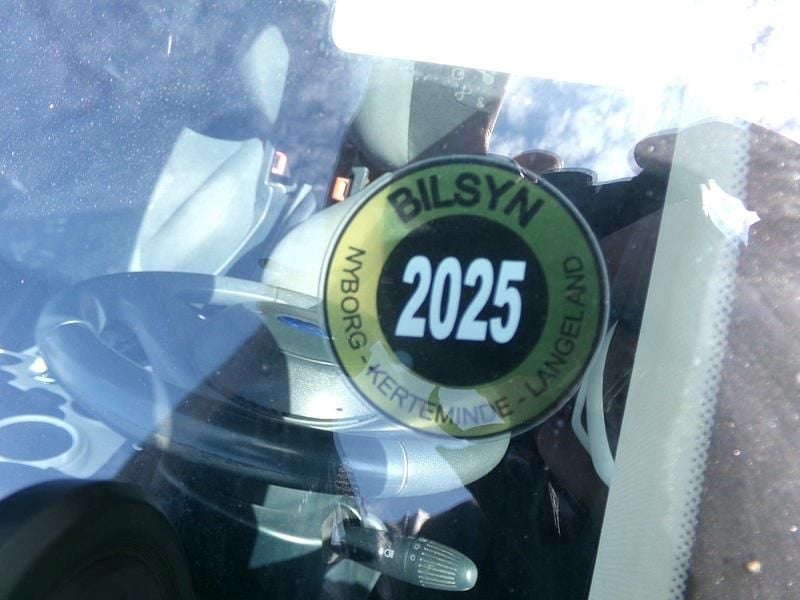 BILSYN
2025
NYBORG - KERTEMINDE - LANGELAND